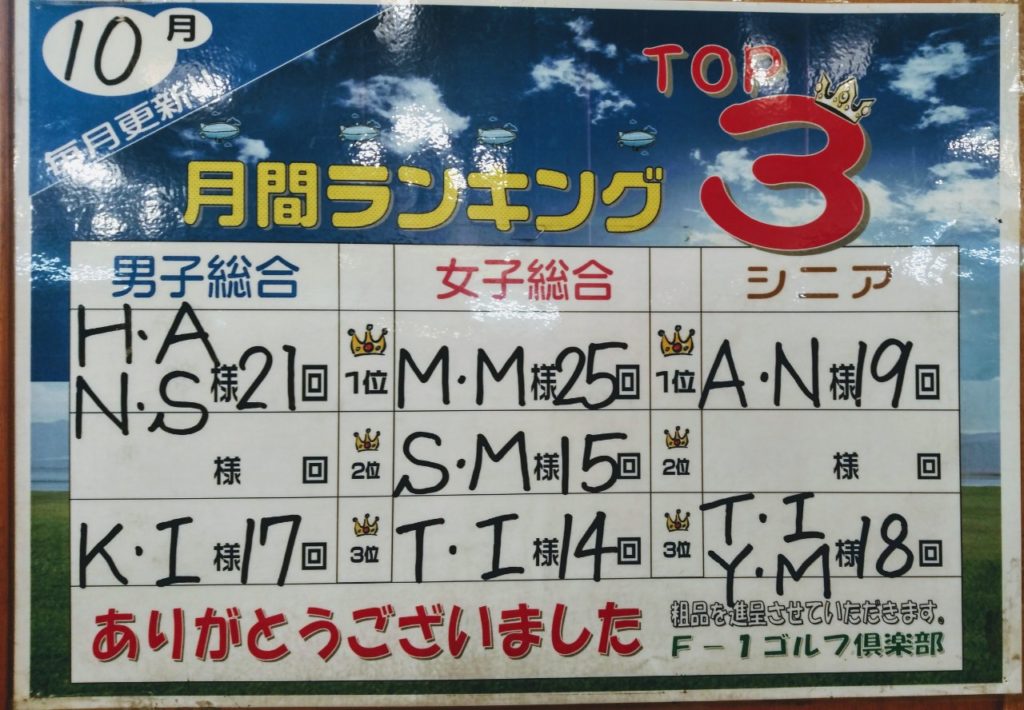 10月
毎月更新!!
TOP
3
月間ランキング
男子総合 女子総合 シニア
H・A
N・S 様21回 1位 M・M 様25回 1位 A・N 様19回
様 回 2位 S・M 様15回 2位 様 回
K・I 様17回 3位 T・I 様14回 3位 T・I
Y・M 様18回
ありがとうございました
粗品を進呈させていただきます。
F-1ゴルフ倶楽部